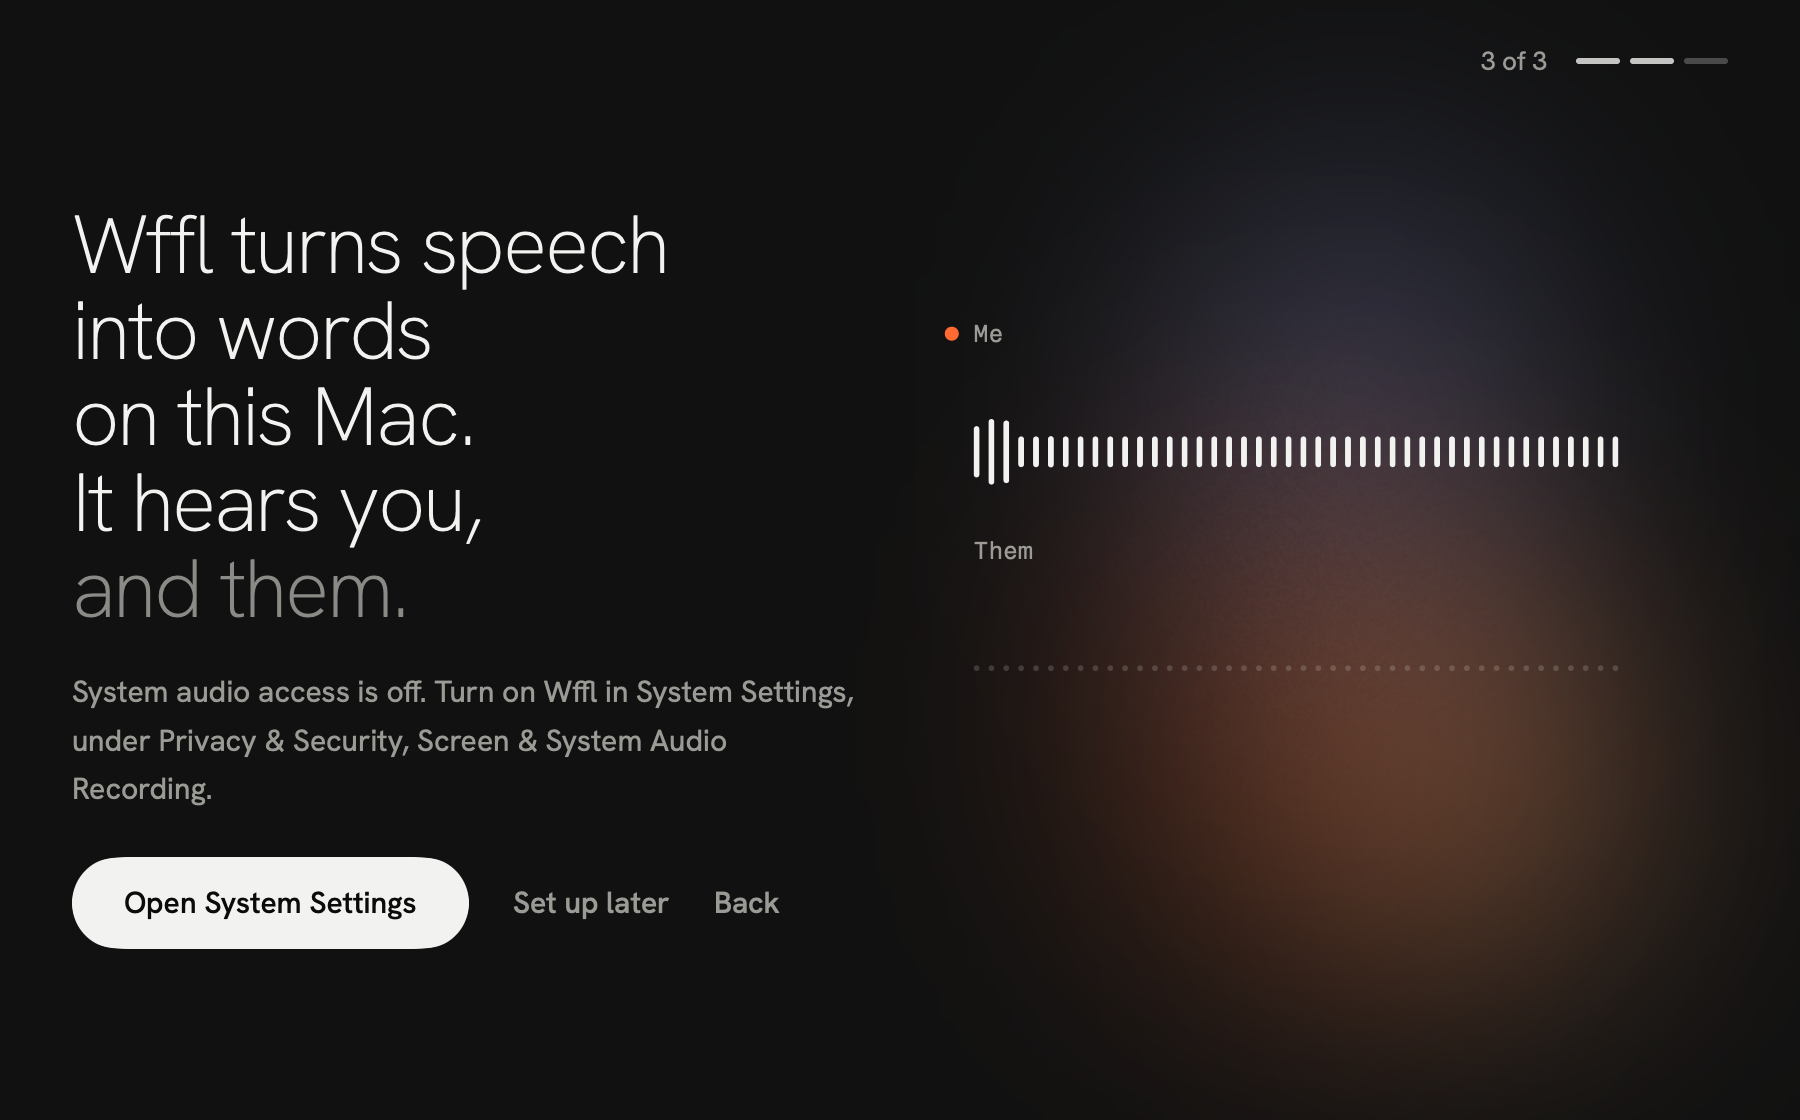 3 of 3
Wffl turns speech
into words
on this Mac.
It hears you,
and them.
System audio access is off. Turn on Wffl in System Settings,
under Privacy & Security, Screen & System Audio
Recording.
Open System Settings
Set up later
Back
Me
Them